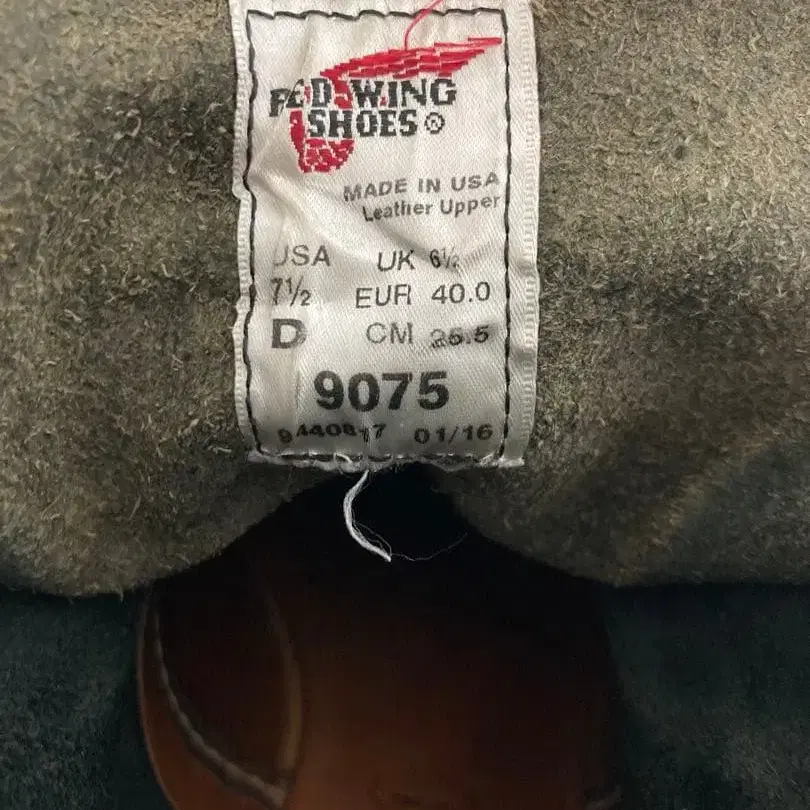 RED WING
SHOES®
MADE IN USA
Leather Upper
USA UK 6½
7½ EUR 40.0
D CM 25.5
9075
01/16